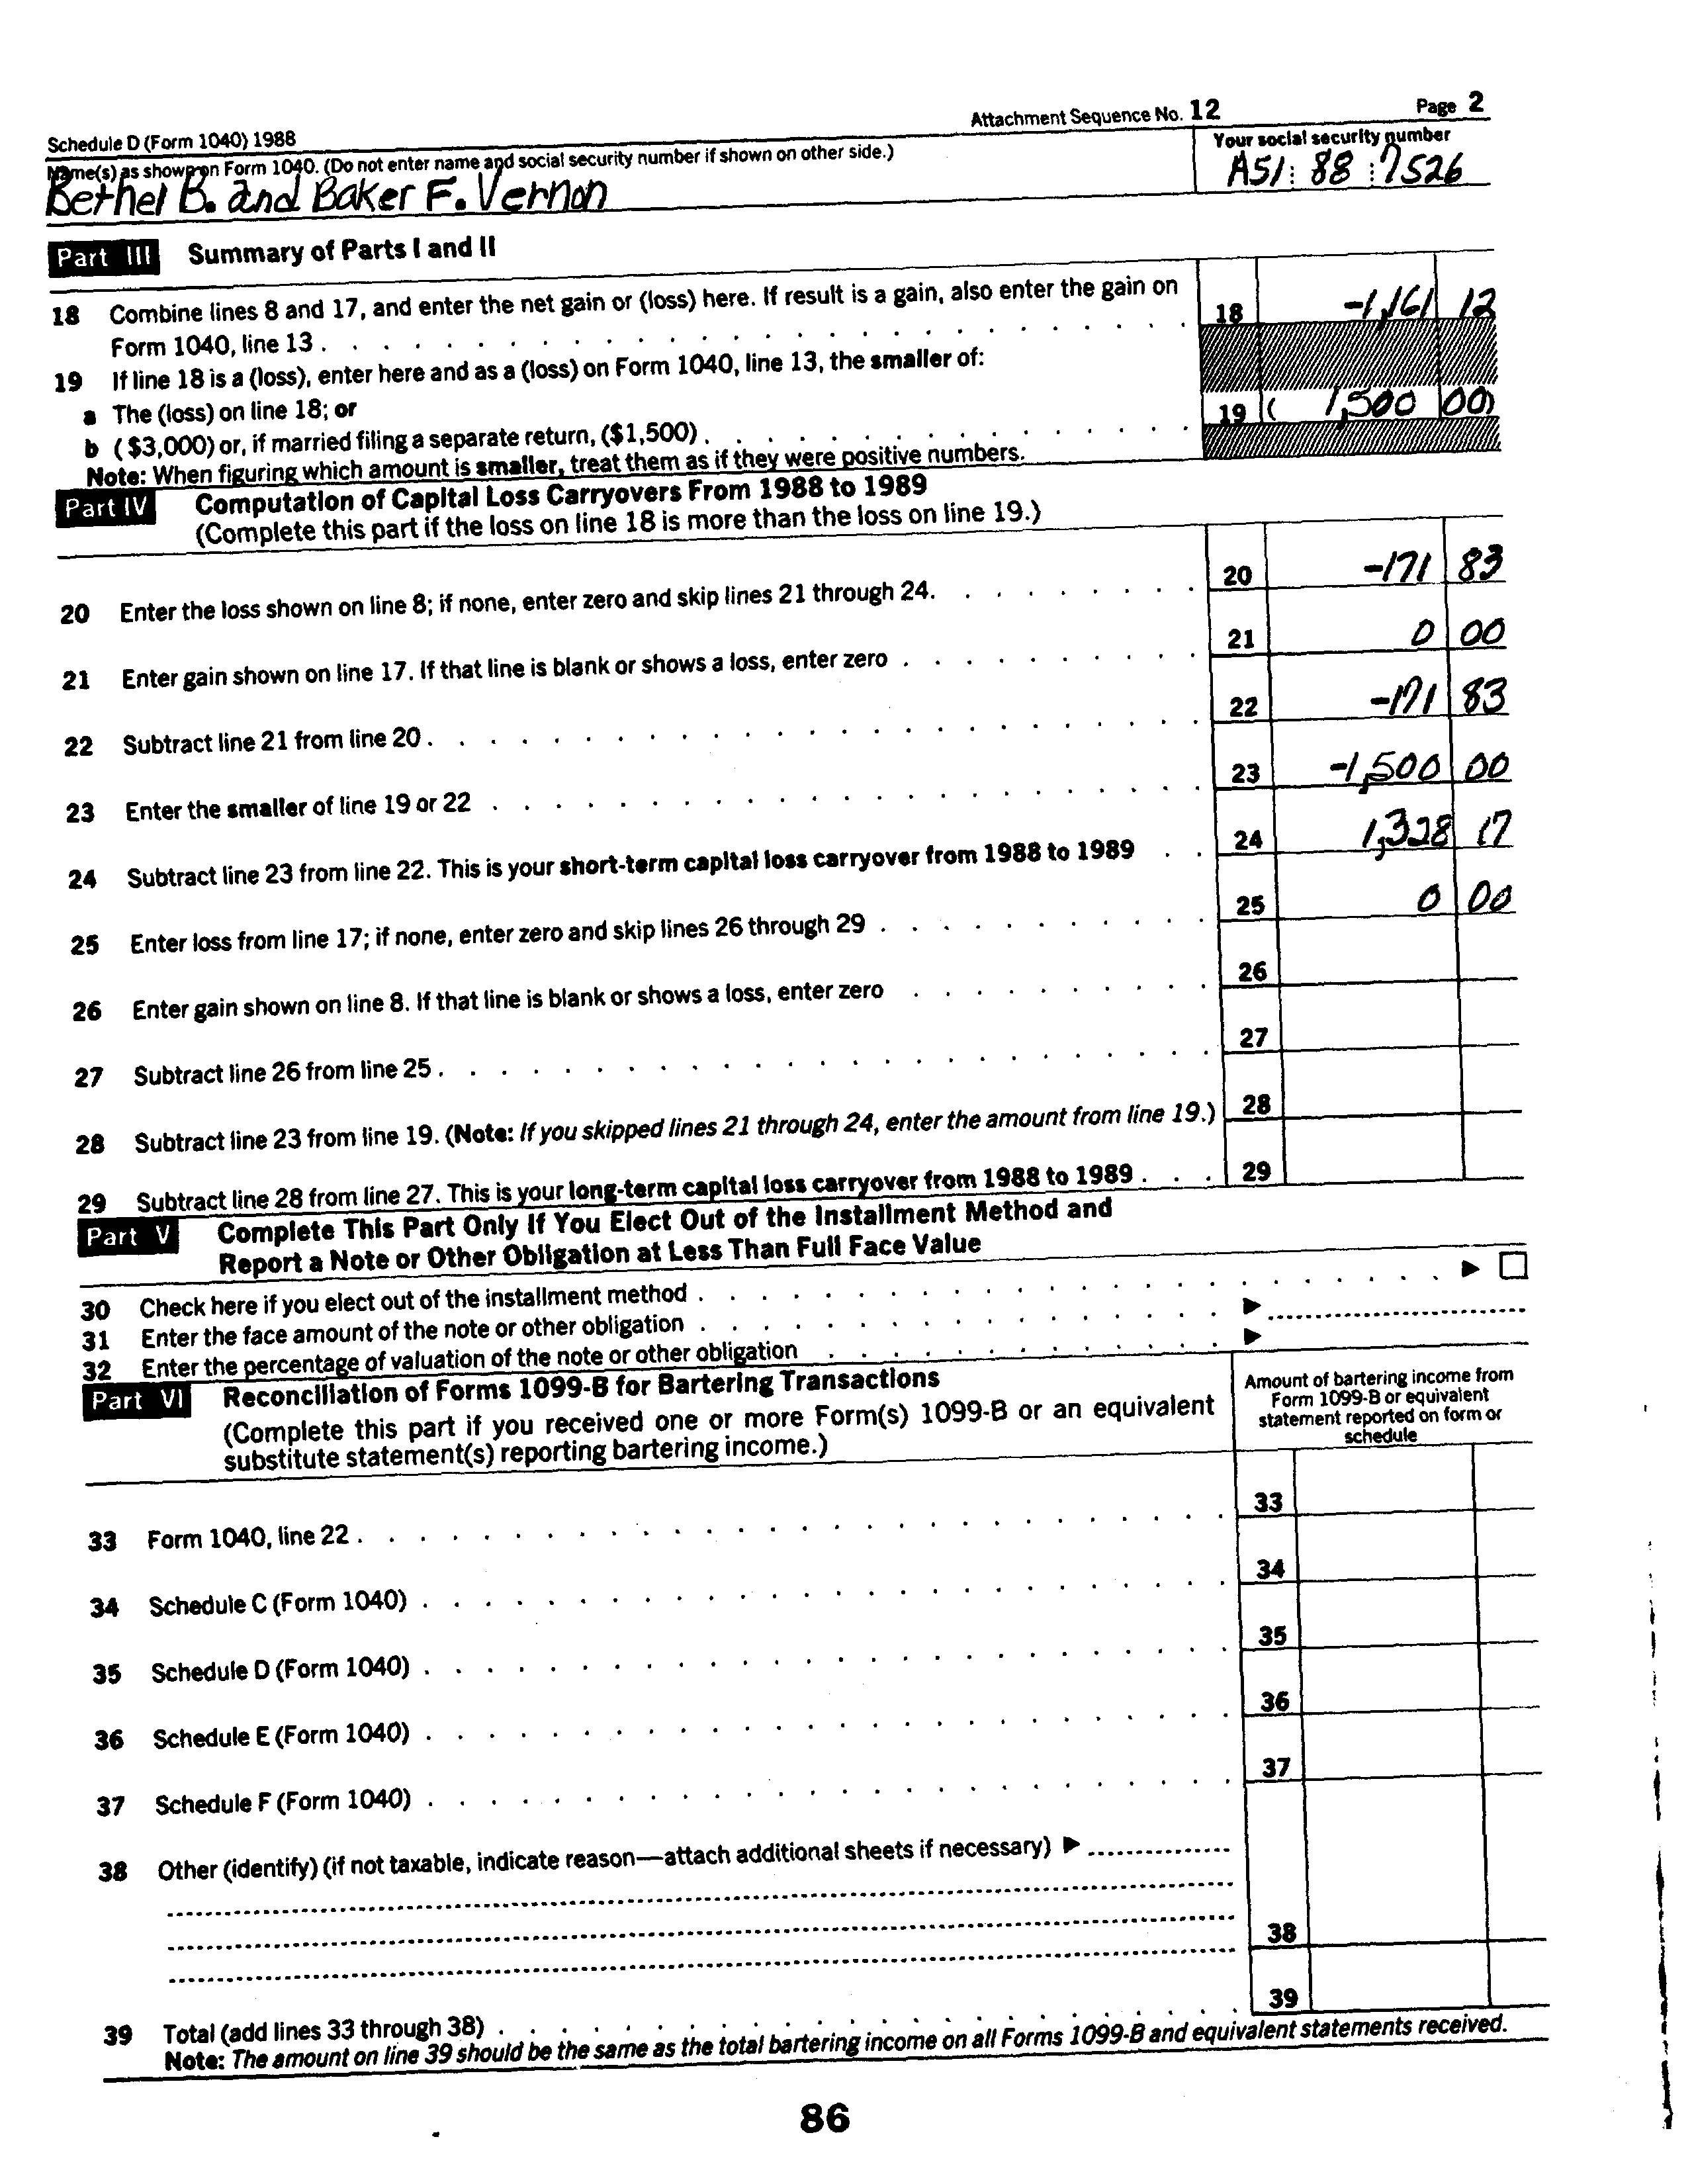 Attachment Sequence No. 12 Page 2
Schedule D (Form 1040) 1988
Name(s) as shown on Form 1040. (Do not enter name and social security number if shown on other side.) Your social security number
Bethel B. and Baker F. Vernon A51 88 7526
Part III Summary of Parts I and II
18 Combine lines 8 and 17, and enter the net gain or (loss) here. If result is a gain, also enter the gain on
Form 1040, line 13 . . . 18 -1,161 12
19 If line 18 is a (loss), enter here and as a (loss) on Form 1040, line 13, the smaller of:
a The (loss) on line 18; or
b ($3,000) or, if married filing a separate return, ($1,500) . . . 19 ( 1,500 00)
Note: When figuring which amount is smaller, treat them as if they were positive numbers.
Part IV Computation of Capital Loss Carryovers From 1988 to 1989
(Complete this part if the loss on line 18 is more than the loss on line 19.)
20 Enter the loss shown on line 8; if none, enter zero and skip lines 21 through 24. . . . 20 -171 83
21 Enter gain shown on line 17. If that line is blank or shows a loss, enter zero . . . 21 0 00
22 Subtract line 21 from line 20 . . . 22 -171 83
23 Enter the smaller of line 19 or 22 . . . 23 -1,500 00
24 Subtract line 23 from line 22. This is your short-term capital loss carryover from 1988 to 1989 . . 24 1,328 17
25 Enter loss from line 17; if none, enter zero and skip lines 26 through 29 . . . 25 0 00
26 Enter gain shown on line 8. If that line is blank or shows a loss, enter zero . . . 26
27 Subtract line 26 from line 25 . . . 27
28 Subtract line 23 from line 19. (Note: If you skipped lines 21 through 24, enter the amount from line 19.) 28
29 Subtract line 28 from line 27. This is your long-term capital loss carryover from 1988 to 1989 . . . 29
Part V Complete This Part Only If You Elect Out of the Installment Method and
Report a Note or Other Obligation at Less Than Full Face Value
30 Check here if you elect out of the installment method . . . ▶ ☐
31 Enter the face amount of the note or other obligation . . . ▶
32 Enter the percentage of valuation of the note or other obligation . . . ▶
Part VI Reconciliation of Forms 1099-B for Bartering Transactions
(Complete this part if you received one or more Form(s) 1099-B or an equivalent
substitute statement(s) reporting bartering income.)
Amount of bartering income from
Form 1099-B or equivalent
statement reported on form or
schedule
33 Form 1040, line 22 . . . 33
34 Schedule C (Form 1040) . . . 34
35 Schedule D (Form 1040) . . . 35
36 Schedule E (Form 1040) . . . 36
37 Schedule F (Form 1040) . . . 37
38 Other (identify) (if not taxable, indicate reason—attach additional sheets if necessary) ▶
38
39 Total (add lines 33 through 38) . . . 39
Note: The amount on line 39 should be the same as the total bartering income on all Forms 1099-B and equivalent statements received.
86